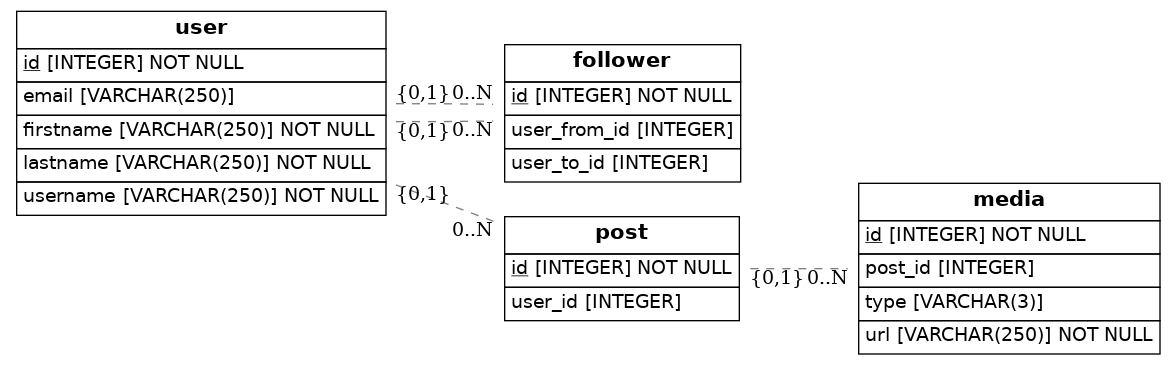 user
id [INTEGER] NOT NULL
email [VARCHAR(250)]
firstname [VARCHAR(250)] NOT NULL
lastname [VARCHAR(250)] NOT NULL
username [VARCHAR(250)] NOT NULL
{0,1} 0..N
{0,1} 0..N
{0,1}
0..N
follower
id [INTEGER] NOT NULL
user_from_id [INTEGER]
user_to_id [INTEGER]
post
id [INTEGER] NOT NULL
user_id [INTEGER]
{0,1} 0..N
media
id [INTEGER] NOT NULL
post_id [INTEGER]
type [VARCHAR(3)]
url [VARCHAR(250)] NOT NULL